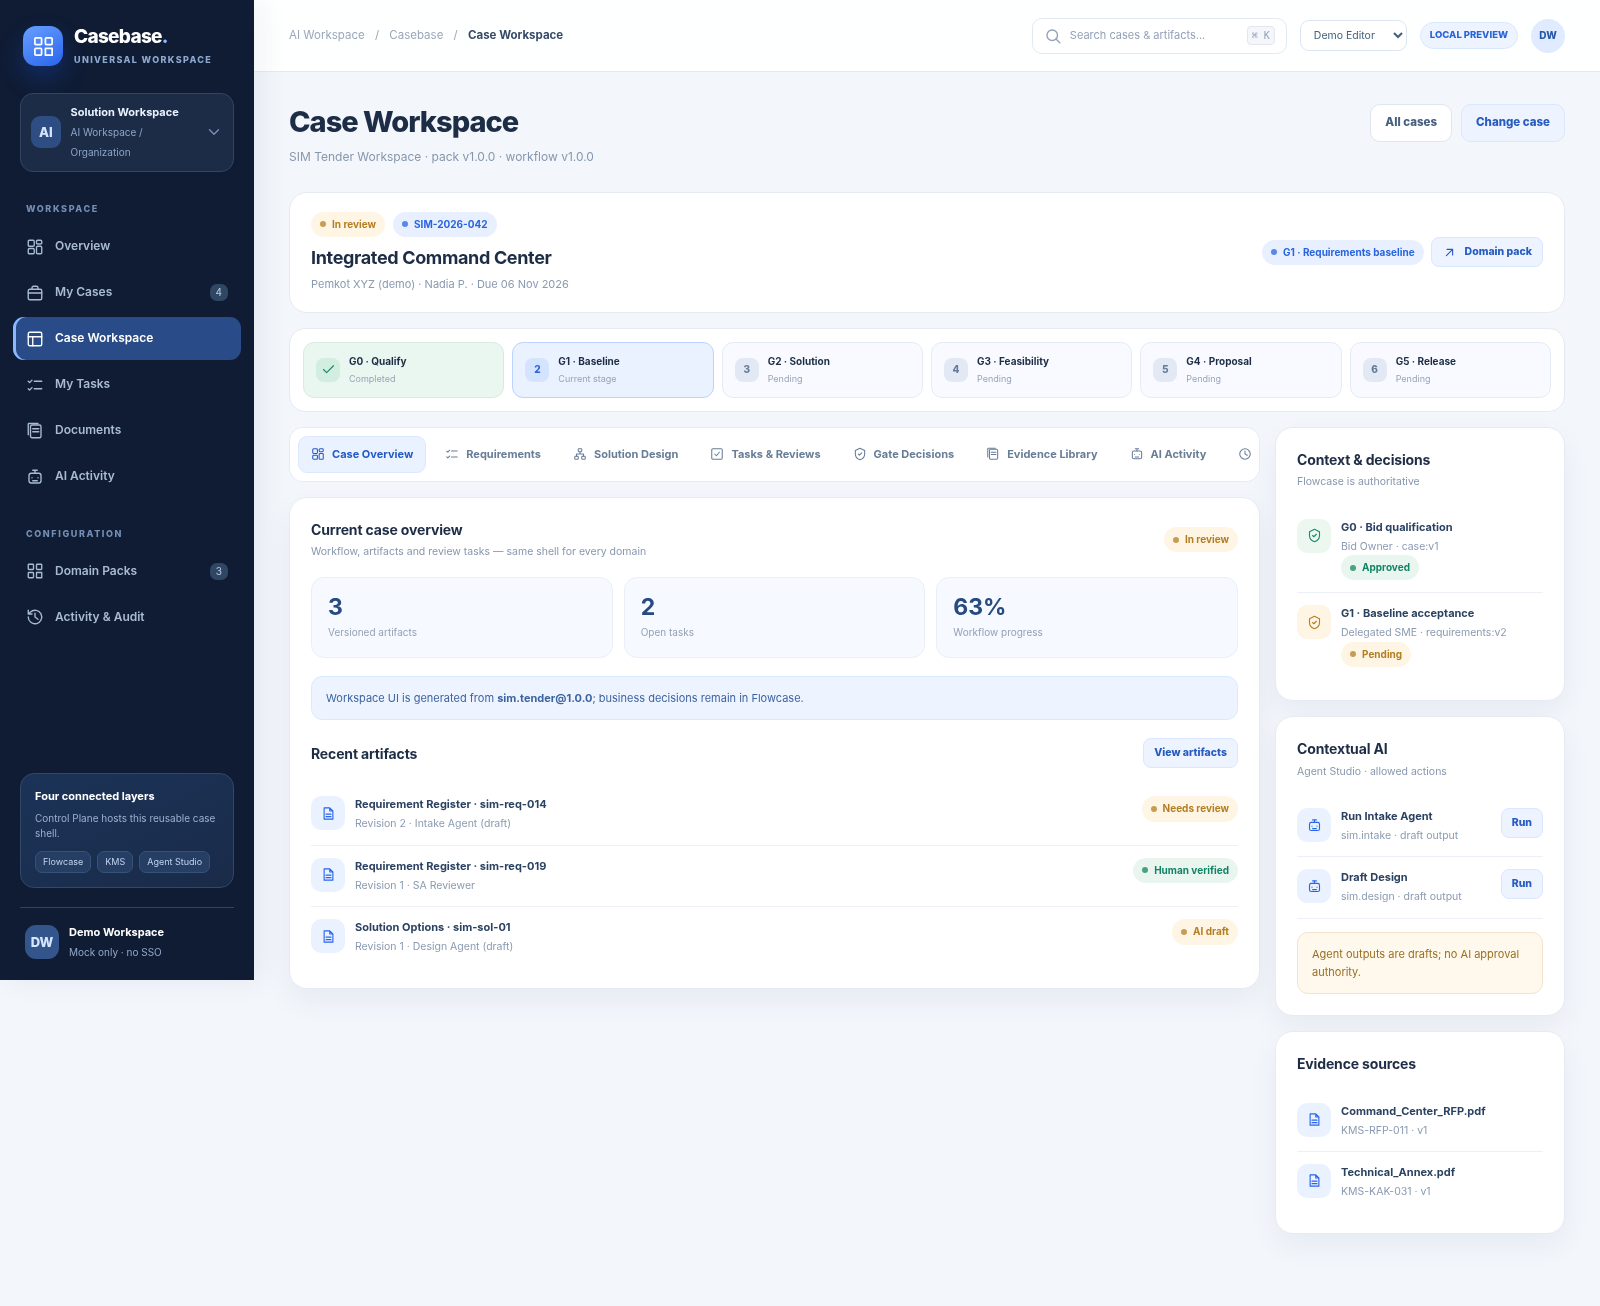 Casebase.
UNIVERSAL WORKSPACE
AI
Solution Workspace
AI Workspace /
Organization
WORKSPACE
Overview
My Cases
4
Case Workspace
My Tasks
Documents
AI Activity
CONFIGURATION
Domain Packs
3
Activity & Audit
Four connected layers
Control Plane hosts this reusable case
shell.
Flowcase
KMS
Agent Studio
DW
Demo Workspace
Mock only · no SSO
AI Workspace / Casebase / Case Workspace
Search cases & artifacts...
⌘ K
Demo Editor
LOCAL PREVIEW
DW
Case Workspace
SIM Tender Workspace · pack v1.0.0 · workflow v1.0.0
All cases
Change case
In review
SIM-2026-042
Integrated Command Center
Pemkot XYZ (demo) · Nadia P. · Due 06 Nov 2026
G1 · Requirements baseline
Domain pack
G0 · Qualify
Completed
2
G1 · Baseline
Current stage
3
G2 · Solution
Pending
4
G3 · Feasibility
Pending
5
G4 · Proposal
Pending
6
G5 · Release
Pending
Case Overview
Requirements
Solution Design
Tasks & Reviews
Gate Decisions
Evidence Library
AI Activity
Current case overview
Workflow, artifacts and review tasks — same shell for every domain
In review
3
Versioned artifacts
2
Open tasks
63%
Workflow progress
Workspace UI is generated from sim.tender@1.0.0; business decisions remain in Flowcase.
Recent artifacts
View artifacts
Requirement Register · sim-req-014
Revision 2 · Intake Agent (draft)
Needs review
Requirement Register · sim-req-019
Revision 1 · SA Reviewer
Human verified
Solution Options · sim-sol-01
Revision 1 · Design Agent (draft)
AI draft
Context & decisions
Flowcase is authoritative
G0 · Bid qualification
Bid Owner · case:v1
Approved
G1 · Baseline acceptance
Delegated SME · requirements:v2
Pending
Contextual AI
Agent Studio · allowed actions
Run Intake Agent
sim.intake · draft output
Run
Draft Design
sim.design · draft output
Run
Agent outputs are drafts; no AI approval
authority.
Evidence sources
Command_Center_RFP.pdf
KMS-RFP-011 · v1
Technical_Annex.pdf
KMS-KAK-031 · v1